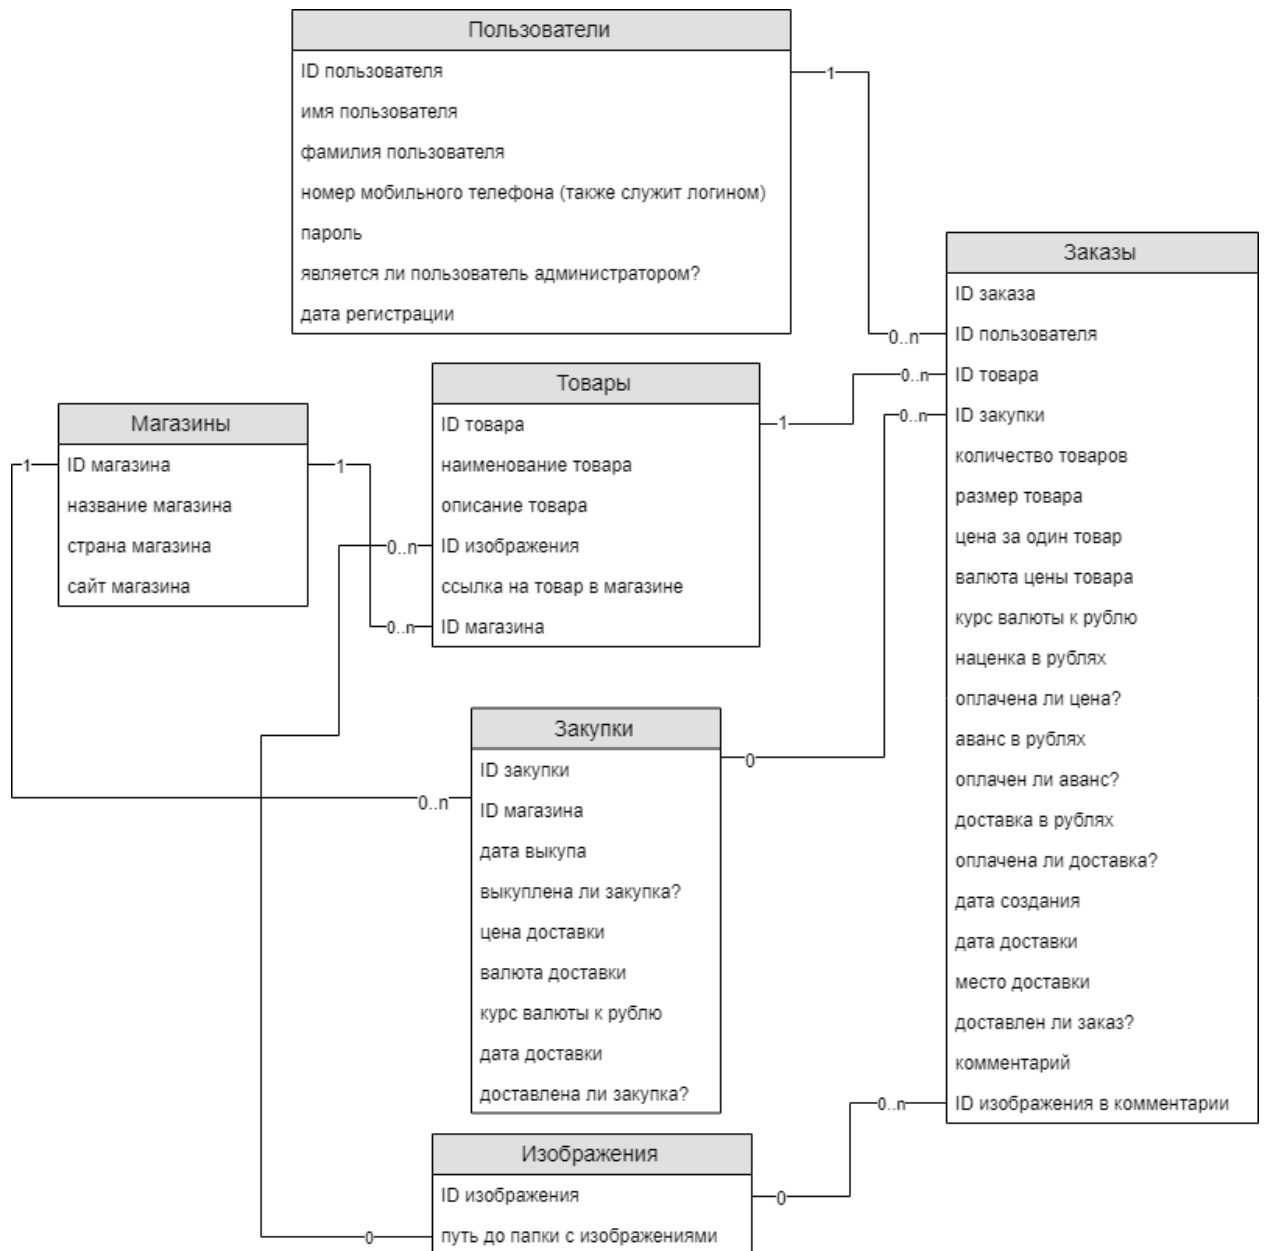 Пользователи
ID пользователя
имя пользователя
фамилия пользователя
номер мобильного телефона (также служит логином)
пароль
является ли пользователь администратором?
дата регистрации
1
0..n
Заказы
ID заказа
ID пользователя
ID товара
ID закупки
количество товаров
размер товара
цена за один товар
валюта цены товара
курс валюты к рублю
наценка в рублях
оплачена ли цена?
аванс в рублях
оплачен ли аванс?
доставка в рублях
оплачена ли доставка?
дата создания
дата доставки
место доставки
доставлен ли заказ?
комментарий
ID изображения в комментарии
Товары
ID товара
наименование товара
описание товара
ID изображения
ссылка на товар в магазине
ID магазина
1
0..n
0..n
0..n
Магазины
ID магазина
название магазина
страна магазина
сайт магазина
1
1
Закупки
ID закупки
ID магазина
дата выкупа
выкуплена ли закупка?
цена доставки
валюта доставки
курс валюты к рублю
дата доставки
доставлена ли закупка?
0
0..n
0..n
Изображения
ID изображения
путь до папки с изображениями
0
0..n
0